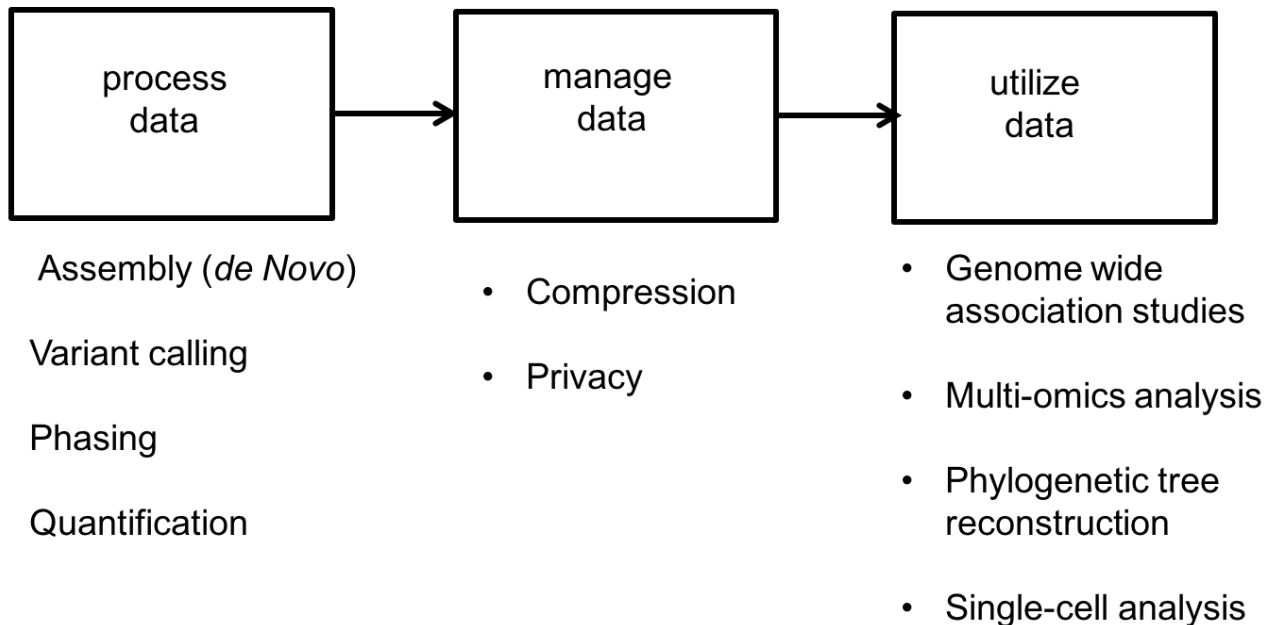 process
data
manage
data
utilize
data
Assembly (de Novo)
Variant calling
Phasing
Quantification
• Compression
• Privacy
• Genome wide
association studies
• Multi-omics analysis
• Phylogenetic tree
reconstruction
• Single-cell analysis